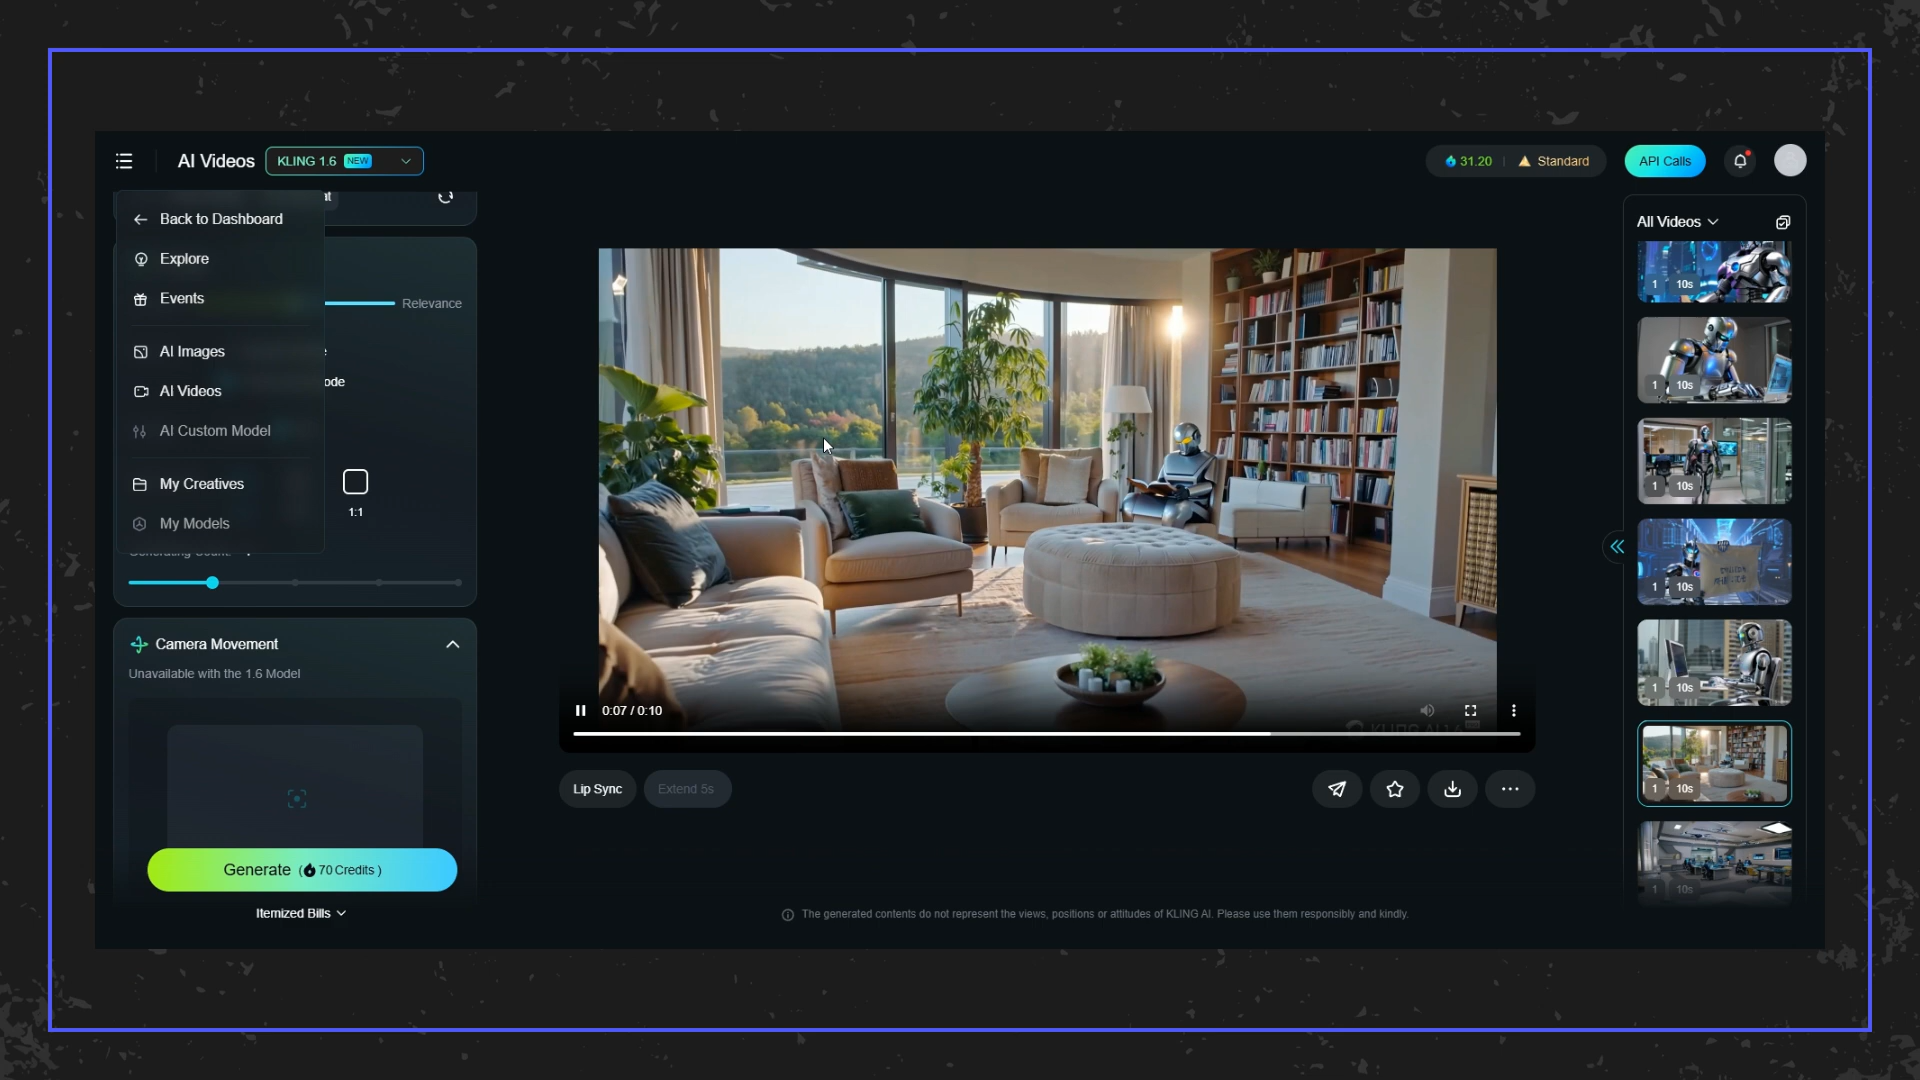 AI Videos
KLING 1.6 NEW
31.20
Standard
API Calls
Back to Dashboard
Explore
Events
AI Images
AI Videos
AI Custom Model
My Creatives
My Models
Relevance
ode
1:1
Camera Movement
Unavailable with the 1.6 Model
Generate ( 70 Credits )
Itemized Bills
0:07 / 0:10
KLING AI 1.6
Lip Sync
Extend 5s
The generated contents do not represent the views, positions or attitudes of KLING AI. Please use them responsibly and kindly.
All Videos
1 10s
1 10s
1 10s
1 10s
1 10s
1 10s
1 10s